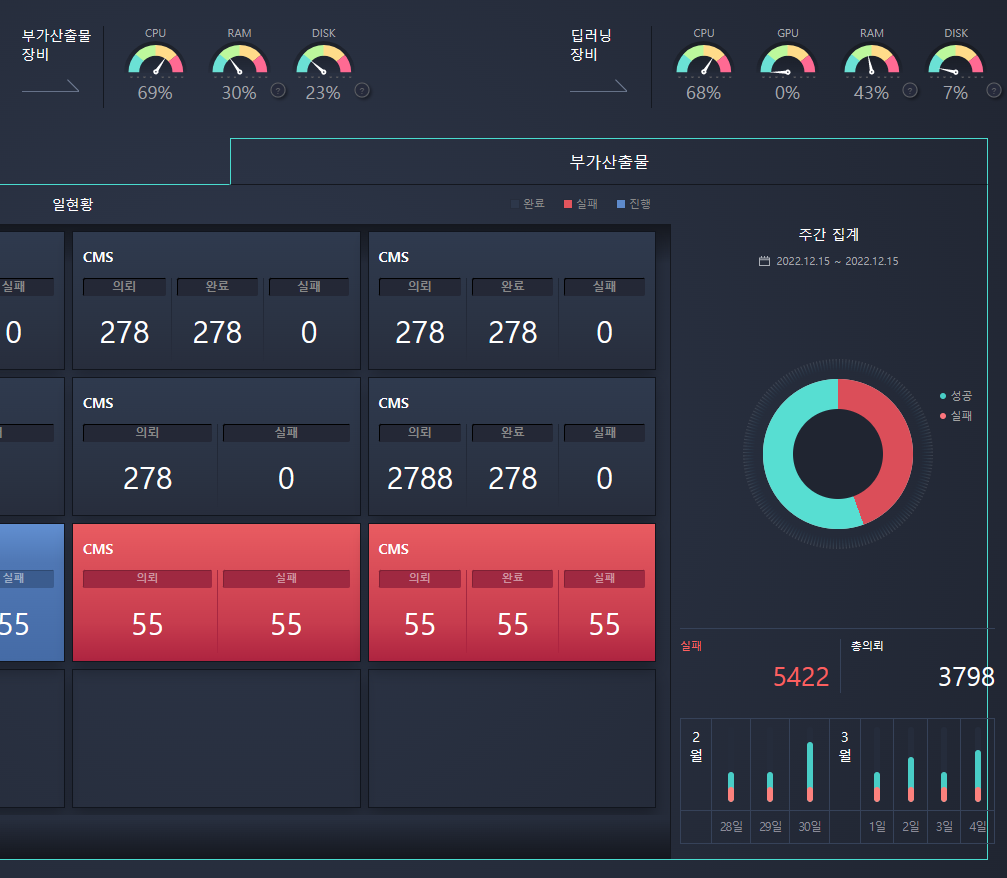 부가산출물
장비
CPU
RAM
DISK
69%
30%
?
23%
?
딥러닝
장비
CPU
GPU
RAM
DISK
68%
0%
43%
?
7%
?
부가산출물
일현황
완료
실패
진행
실패
0
CMS
의뢰
완료
실패
278
278
0
CMS
의뢰
완료
실패
278
278
0
CMS
의뢰
실패
278
0
CMS
의뢰
완료
실패
2788
278
0
실패
55
CMS
의뢰
실패
55
55
CMS
의뢰
완료
실패
55
55
55
주간 집계
2022.12.15 ~ 2022.12.15
성공
실패
실패
5422
총의뢰
3798
2
월
3
월
28일
29일
30일
1일
2일
3일
4일